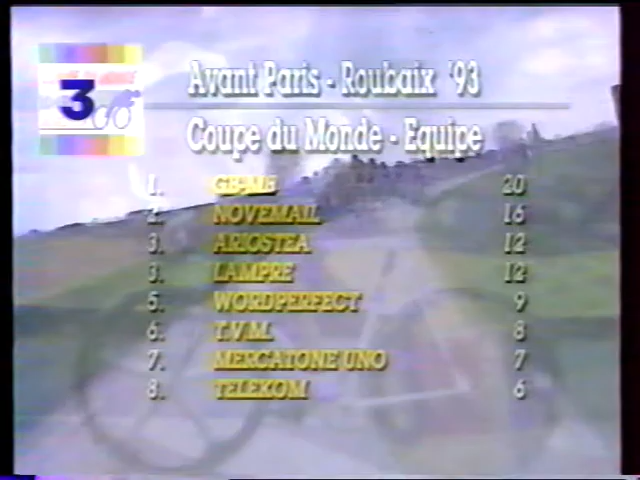 3
Avant Paris - Roubaix '93
Coupe du Monde - Equipe
1. GB-MG 20
2. NOVEMAIL 16
3. ARIOSTEA 12
3. LAMPRE 12
5. WORDPERFECT 9
6. T.V.M. 8
7. MERCATONE UNO 7
8. TELEKOM 6